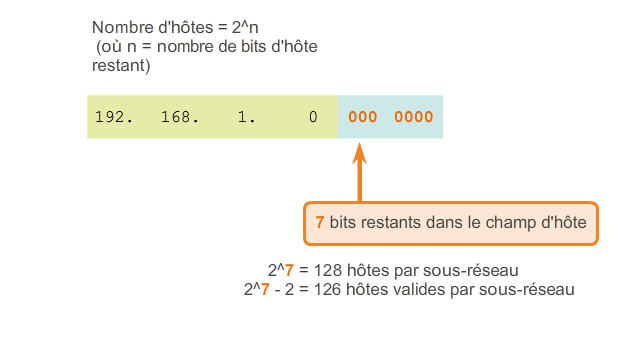 Nombre d'hôtes = 2^n
(où n = nombre de bits d'hôte
restant)
192. 168. 1. 0 000 0000
7 bits restants dans le champ d'hôte
2^7 = 128 hôtes par sous-réseau
2^7 - 2 = 126 hôtes valides par sous-réseau